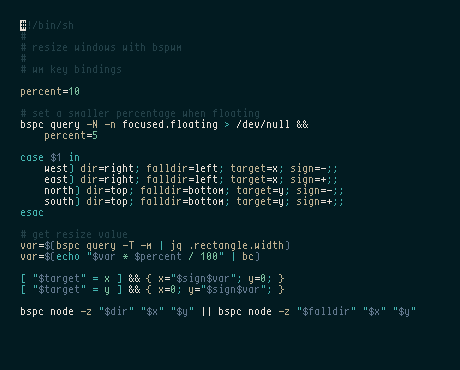 #!/bin/sh
#
# resize windows with bspwm
#
# wm key bindings

percent=10

# set a smaller percentage when floating
bspc query -N -n focused.floating > /dev/null &&
    percent=5

case $1 in
    west) dir=right; falldir=left; target=x; sign=-;;
    east) dir=right; falldir=left; target=x; sign=+;;
    north) dir=top; falldir=bottom; target=y; sign=-;;
    south) dir=top; falldir=bottom; target=y; sign=+;;
esac

# get resize value
var=$(bspc query -T -m | jq .rectangle.width)
var=$(echo "$var * $percent / 100" | bc)

[ "$target" = x ] && { x="$sign$var"; y=0; }
[ "$target" = y ] && { x=0; y="$sign$var"; }

bspc node -z "$dir" "$x" "$y" || bspc node -z "$falldir" "$x" "$y"